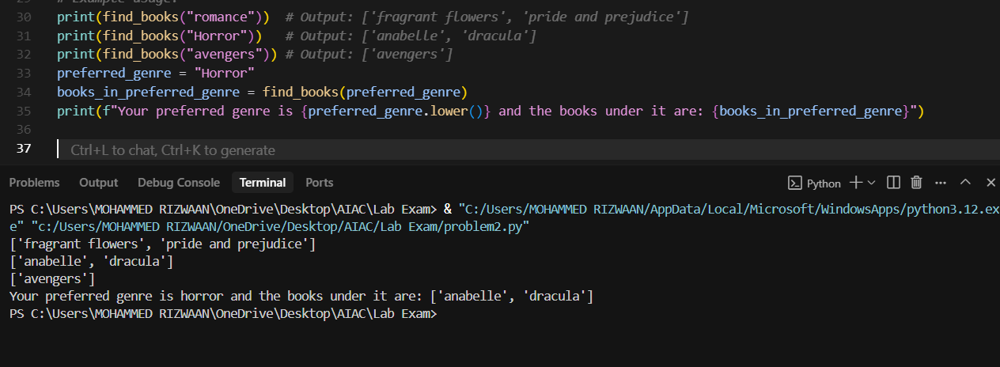 29 # Example usage:
30 print(find_books("romance"))  # Output: ['fragrant flowers', 'pride and prejudice']
31 print(find_books("Horror"))   # Output: ['anabelle', 'dracula']
32 print(find_books("avengers")) # Output: ['avengers']
33 preferred_genre = "Horror"
34 books_in_preferred_genre = find_books(preferred_genre)
35 print(f"Your preferred genre is {preferred_genre.lower()} and the books under it are: {books_in_preferred_genre}")
36
37 Ctrl+L to chat, Ctrl+K to generate
Problems Output Debug Console Terminal Ports Python
PS C:\Users\MOHAMMED RIZWAAN\OneDrive\Desktop\AIAC\Lab Exam> & "C:/Users/MOHAMMED RIZWAAN/AppData/Local/Microsoft/WindowsApps/python3.12.ex
e" "c:/Users/MOHAMMED RIZWAAN/OneDrive/Desktop/AIAC/Lab Exam/problem2.py"
['fragrant flowers', 'pride and prejudice']
['anabelle', 'dracula']
['avengers']
Your preferred genre is horror and the books under it are: ['anabelle', 'dracula']
PS C:\Users\MOHAMMED RIZWAAN\OneDrive\Desktop\AIAC\Lab Exam>